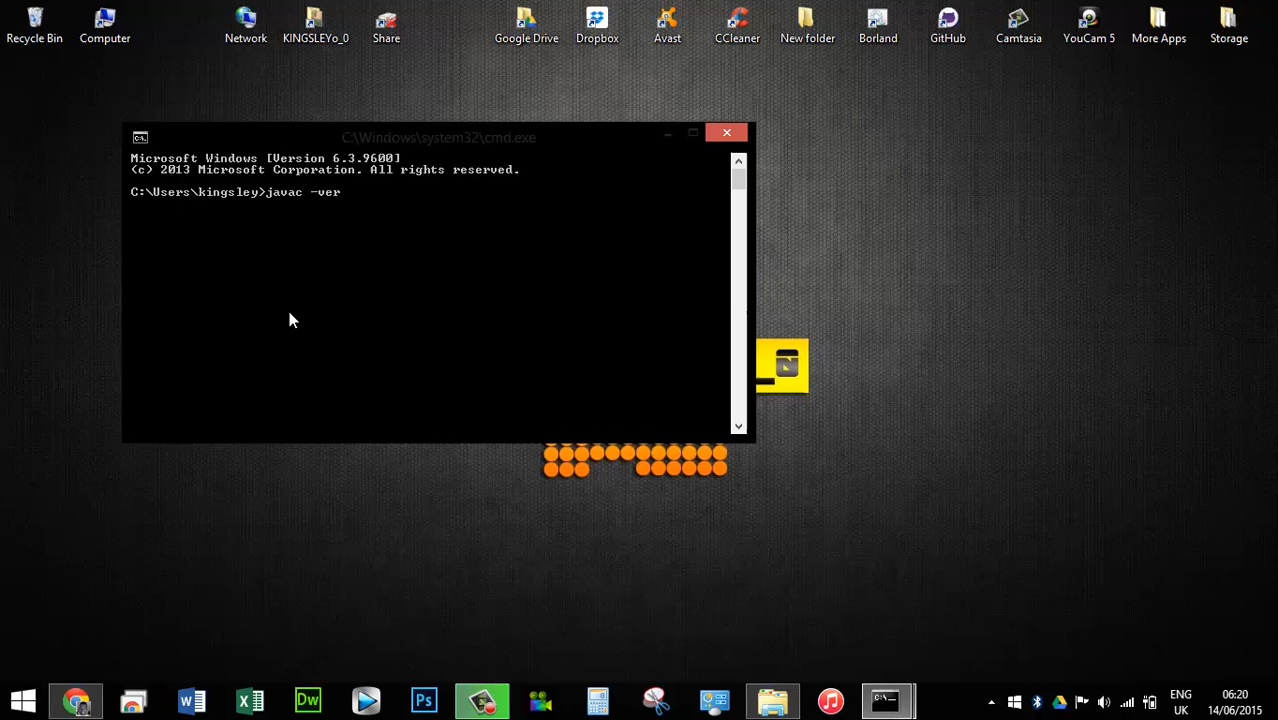 Recycle Bin
Computer
Network
KINGSLEYo_0
Share
Google Drive
Dropbox
Avast
CCleaner
New folder
Borland
GitHub
Camtasia
YouCam 5
More Apps
Storage
C:\Windows\system32\cmd.exe
C:\.
Microsoft Windows [Version 6.3.9600]
(c) 2013 Microsoft Corporation. All rights reserved.
C:\Users\kingsley>javac -ver
Dw
Ps
ENG
UK
06:20
14/06/2015